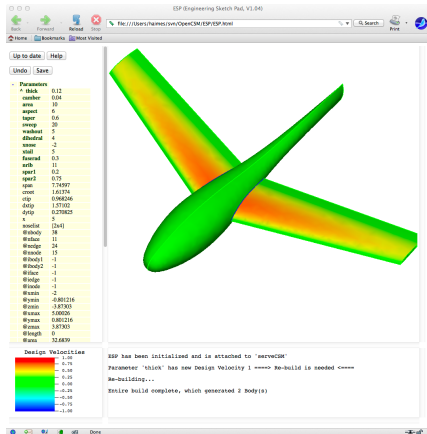 ESP (Engineering Sketch Pad, V1.04)
Back Forward Reload Stop file:///Users/haimes/svn/OpenCSM/ESP/ESP.html Search Print
Home Bookmarks Most Visited
Up to date Help
Undo Save
- Parameters
^ thick 0.12
camber 0.04
area 10
aspect 6
taper 0.6
sweep 20
washout 5
dihedral 4
xnose -2
xtail 5
fuserad 0.3
nrib 11
spar1 0.2
spar2 0.75
span 7.74597
croot 1.61374
ctip 0.968246
dxtip 1.57102
dytip 0.270825
x 5
noselist [2x4]
@nbody 38
@nface 11
@nedge 24
@nnode 15
@ibody1 -1
@ibody2 -1
@iface -1
@iedge -1
@inode -1
@xmin -2
@ymin -0.801216
@zmin -3.87303
@xmax 5.00026
@ymax 0.801216
@zmax 3.87303
@length 0
@area 32.6839
Design Velocities
1.00
0.75
0.50
0.25
0.00
-0.25
-0.50
-0.75
-1.00
ESP has been initialized and is attached to 'serveCSM'
Parameter 'thick' has new Design Velocity 1 ====> Re-build is needed <====
Re-building...
Entire build complete, which generated 2 Body(s)
Done